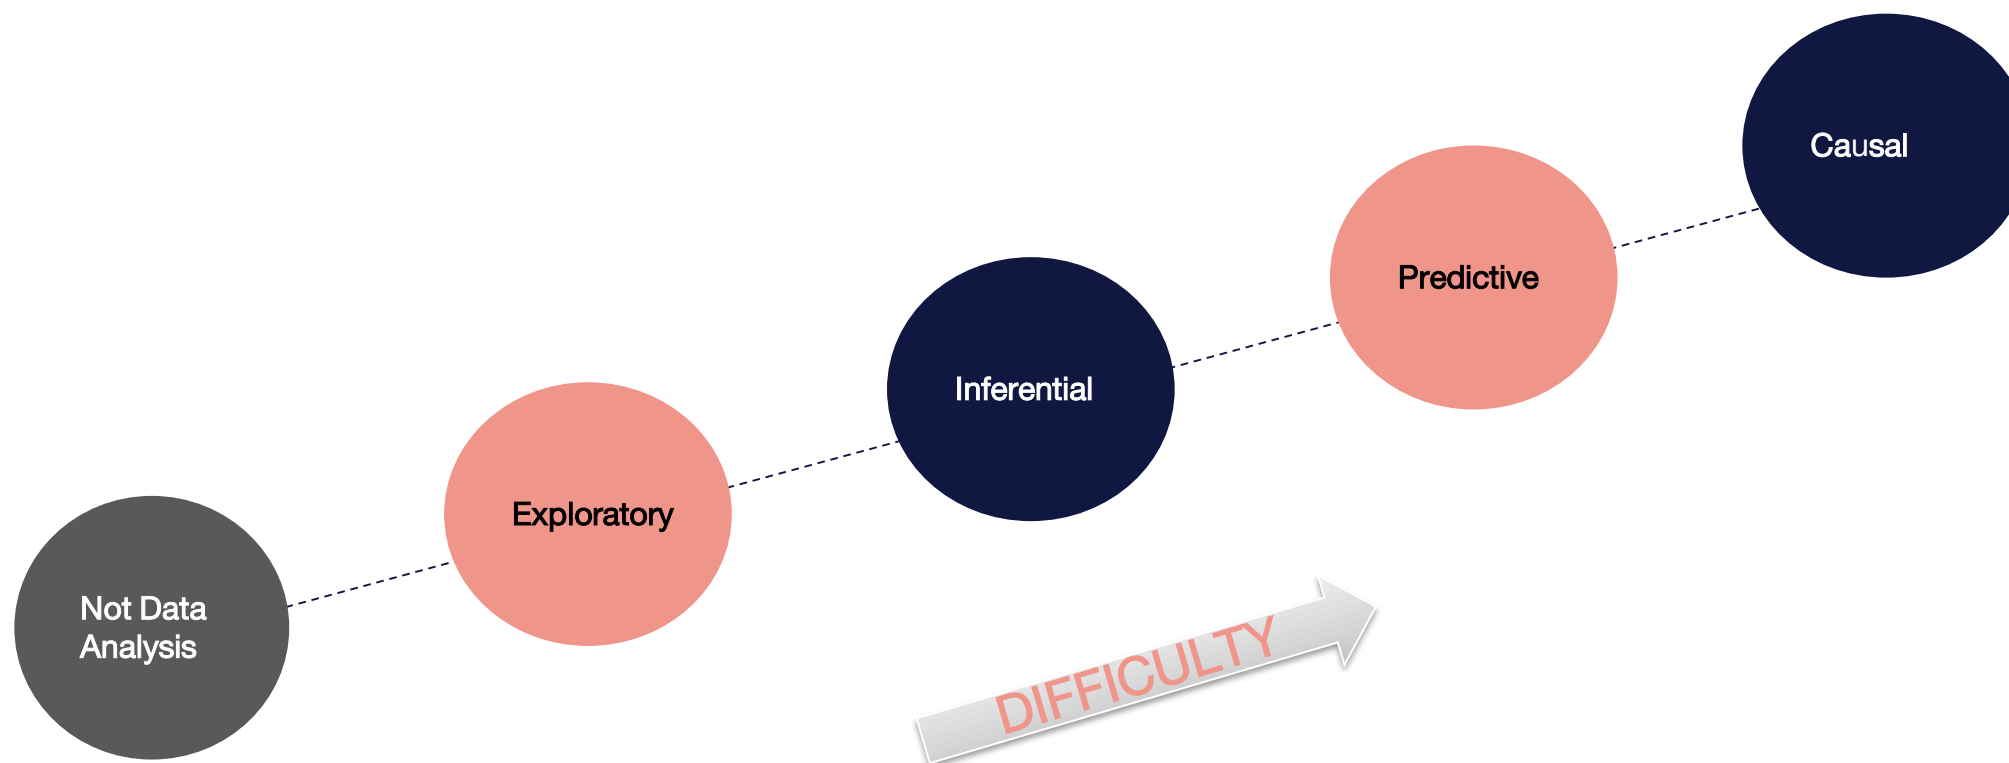 Causal
Predictive
Inferential
Exploratory
Not Data
Analysis
DIFFICULTY